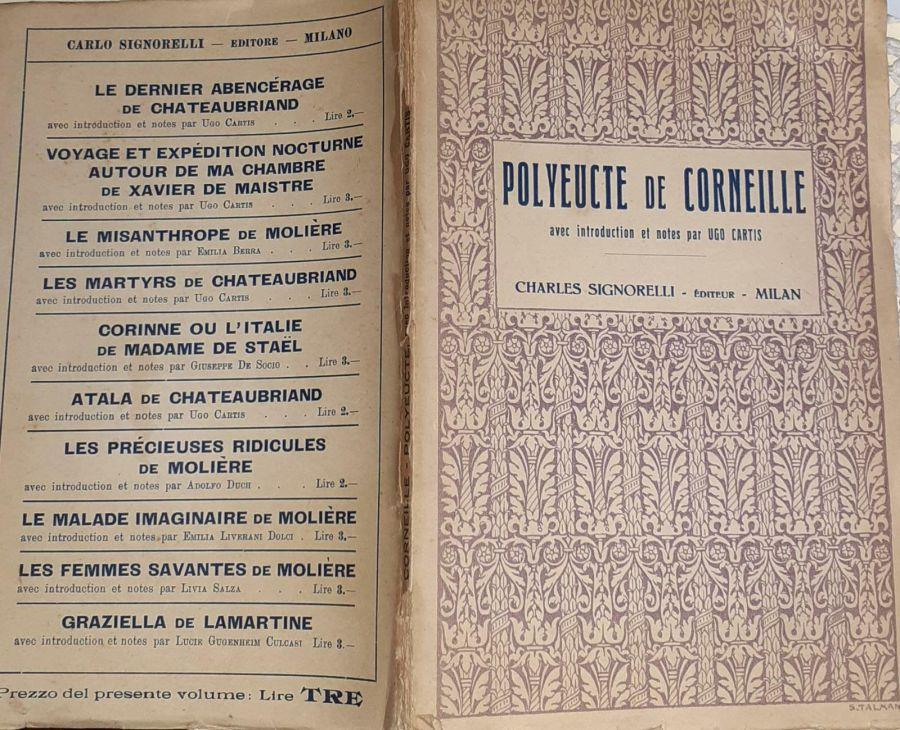 CARLO SIGNORELLI — EDITORE — MILANO
LE DERNIER ABENCÉRAGE
DE CHATEAUBRIAND
avec introduction et notes par UGO CARTIS . . . Lire 2.—
VOYAGE ET EXPÉDITION NOCTURNE
AUTOUR DE MA CHAMBRE
DE XAVIER DE MAISTRE
avec introduction et notes par UGO CARTIS . . . Lire 3.—
LE MISANTHROPE DE MOLIÈRE
avec introduction et notes par EMILIA BERRA . . . Lire 3.—
LES MARTYRS DE CHATEAUBRIAND
avec introduction et notes par UGO CARTIS . . . Lire 3.—
CORINNE OU L'ITALIE
DE MADAME DE STAËL
avec introduction et notes par GIUSEPPE DE SOCIO . . Lire 3.—
ATALA DE CHATEAUBRIAND
avec introduction et notes par UGO CARTIS . . . Lire 2.—
LES PRÉCIEUSES RIDICULES
DE MOLIÈRE
avec introduction et notes par ADOLFO DUCH . . . Lire 2.—
LE MALADE IMAGINAIRE DE MOLIÈRE
avec introduction et notes par EMILIA LIVERANI DOLCI . Lire 3.—
LES FEMMES SAVANTES DE MOLIÈRE
avec introduction et notes par LIVIA SALZA . . . Lire 3.—
GRAZIELLA DE LAMARTINE
avec introduction et notes par LUCIE GUGENHEIM CULCASI Lire 3.—
Prezzo del presente volume: Lire TRE
CORNEILLE - POLYEUCTE, avec introduction et notes par UGO CARTIS
POLYEUCTE DE CORNEILLE
avec introduction et notes par UGO CARTIS
CHARLES SIGNORELLI - ÉDITEUR - MILAN
S. TALMAN